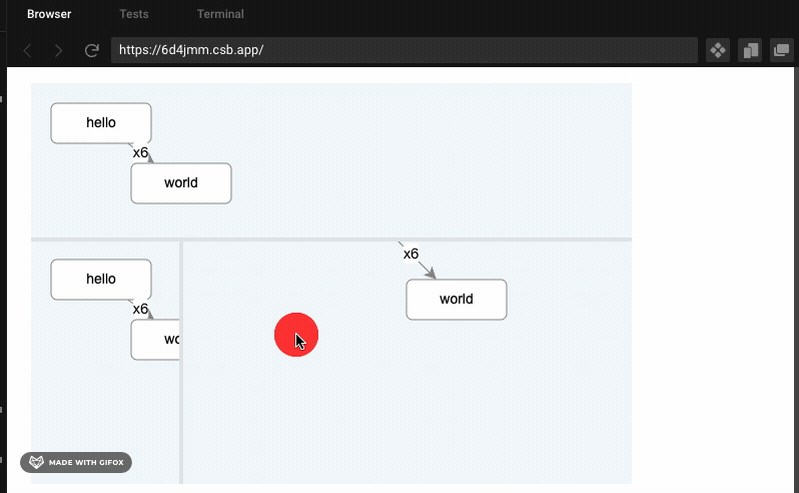 Browser Tests Terminal
https://6d4jmm.csb.app/
hello
x6
world
hello
x6
wo
x6
world
MADE WITH GIFOX